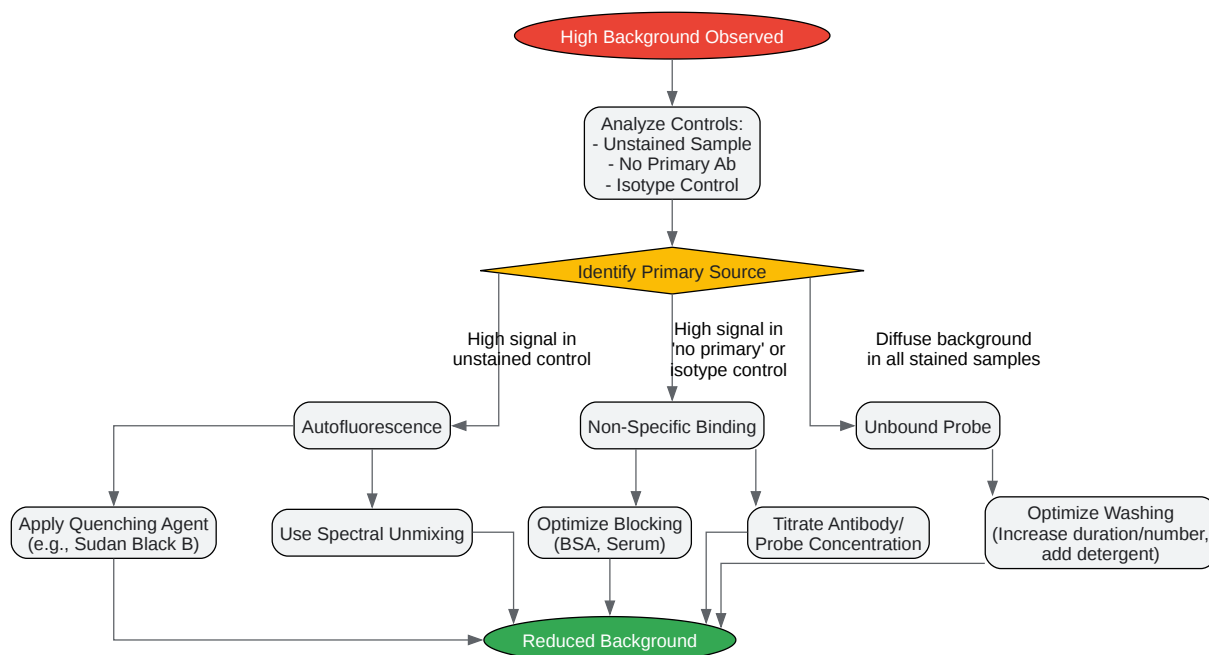 High Background Observed
Analyze Controls:
- Unstained Sample
- No Primary Ab
- Isotype Control
Identify Primary Source
High signal in
unstained control
High signal in
'no primary' or
isotype control
Diffuse background
in all stained samples
Autofluorescence
Non-Specific Binding
Unbound Probe
Apply Quenching Agent
(e.g., Sudan Black B)
Use Spectral Unmixing
Optimize Blocking
(BSA, Serum)
Titrate Antibody/
Probe Concentration
Optimize Washing
(Increase duration/number,
add detergent)
Reduced Background